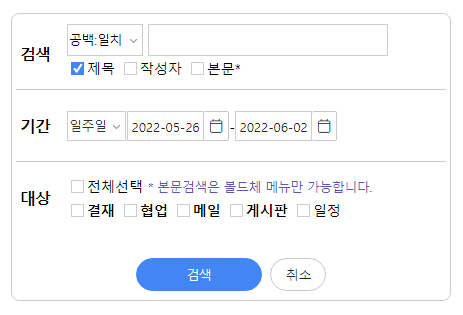 검색 공백:일치
제목 작성자 본문*
기간 일주일 2022-05-26 - 2022-06-02
전체선택 * 본문검색은 볼드체 메뉴만 가능합니다.
대상
결재 협업 메일 게시판 일정
검색 취소